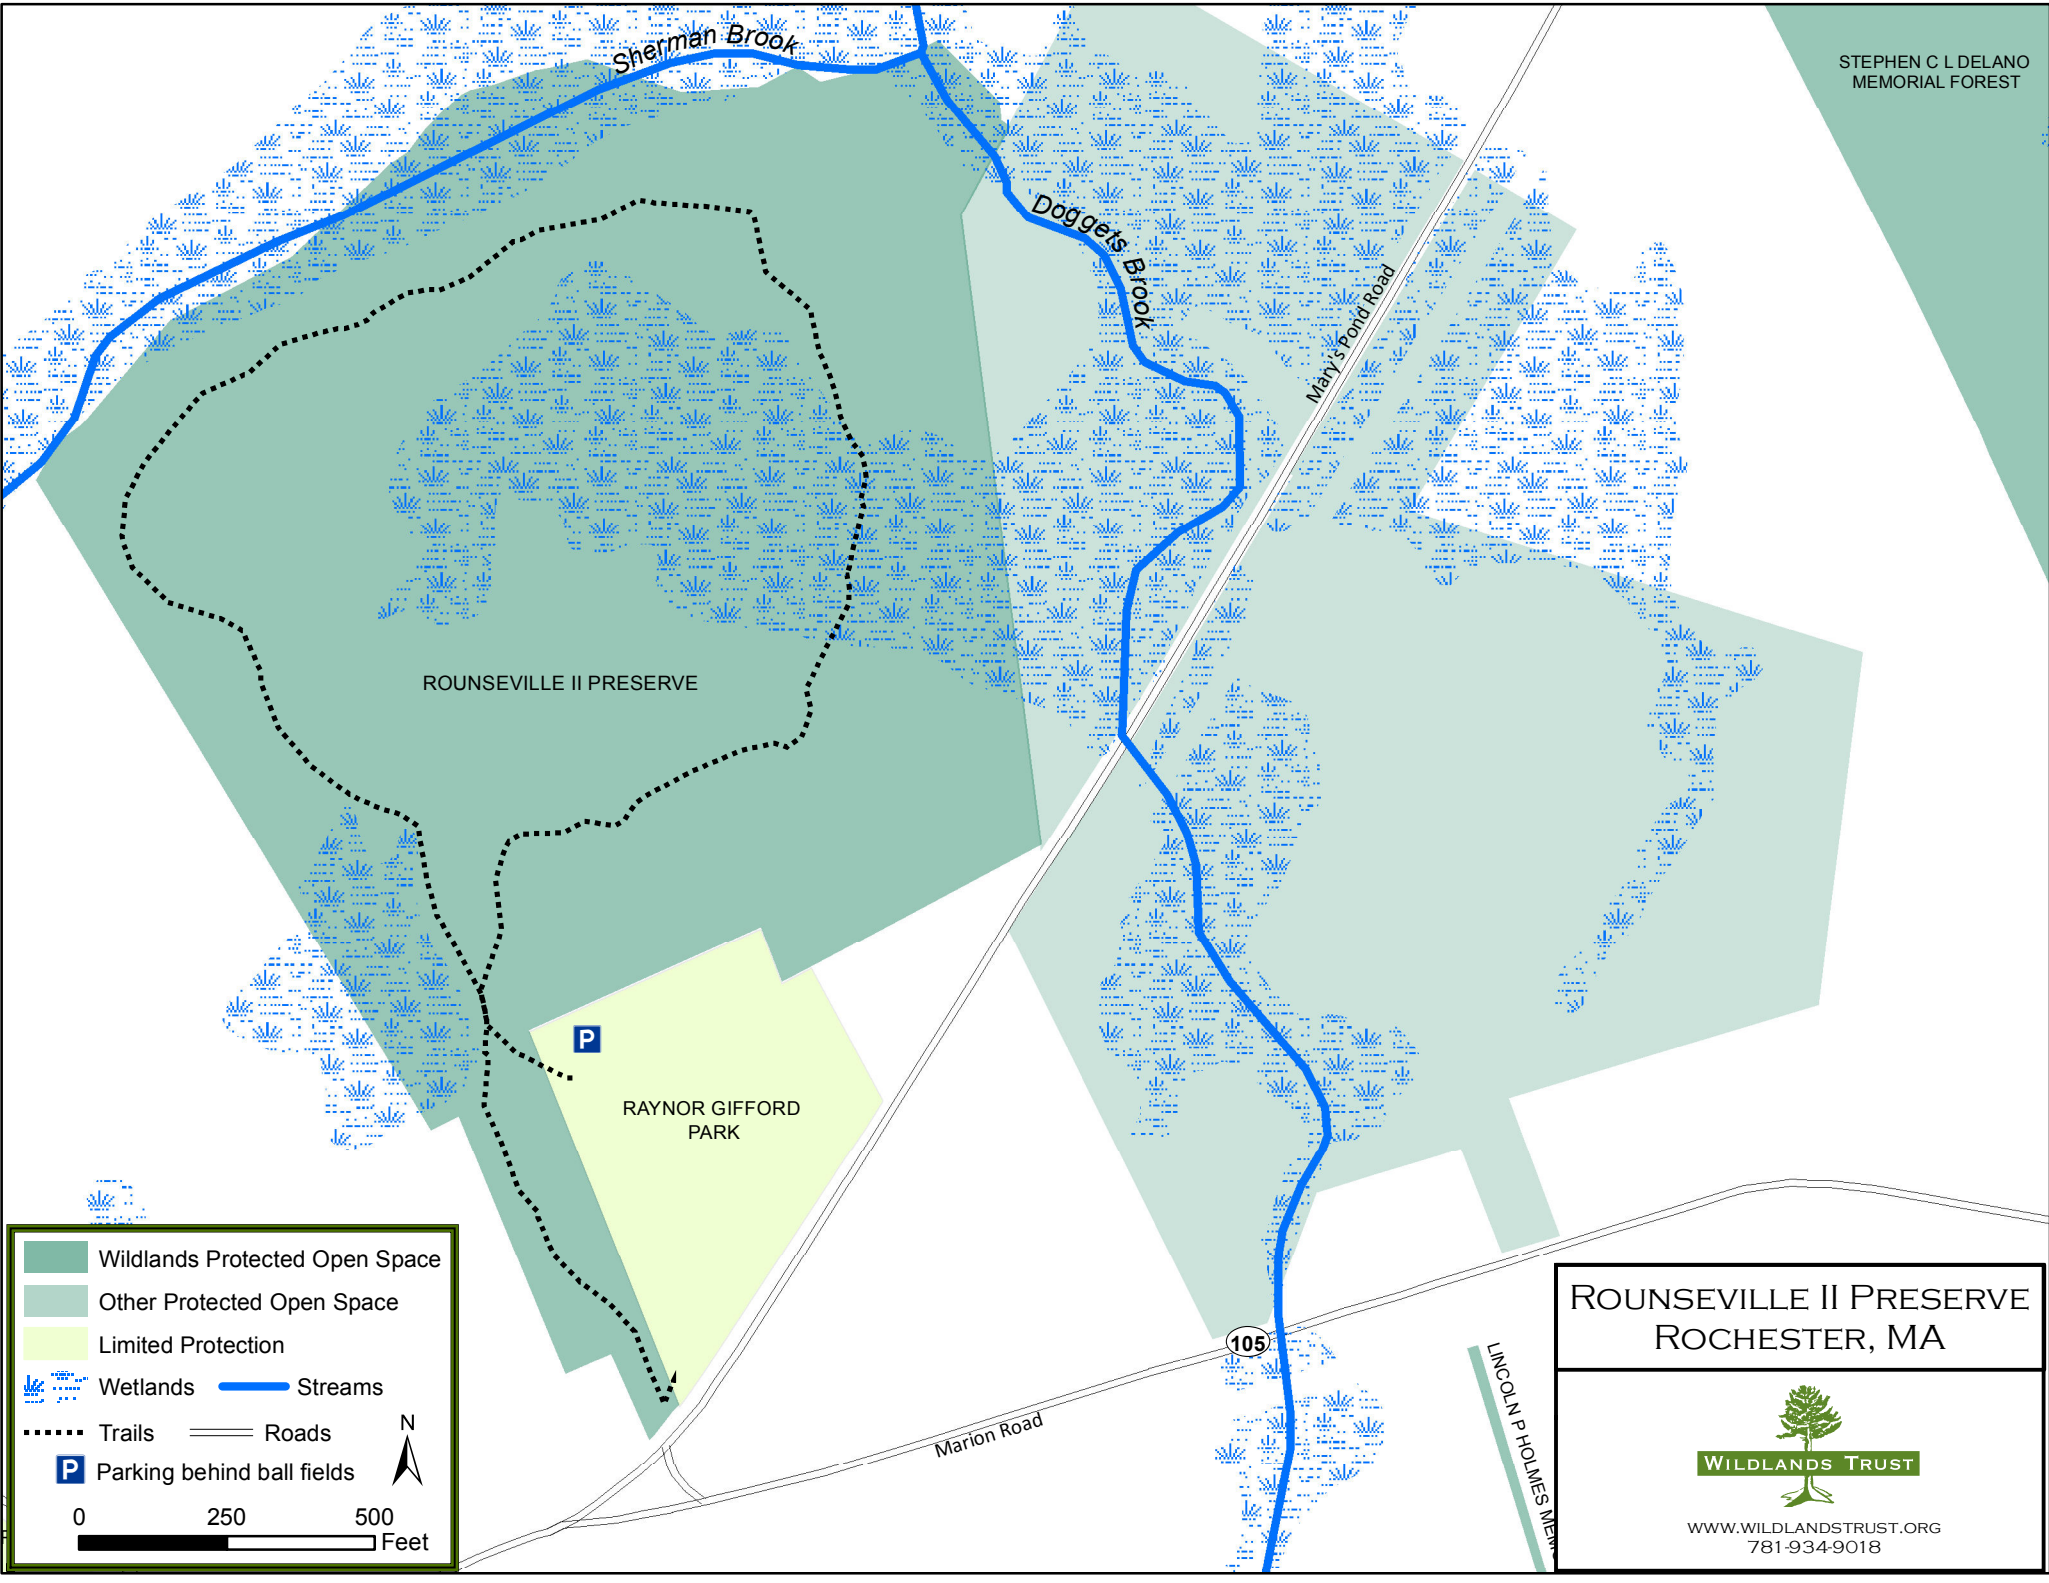 Sherman Brook
STEPHEN C L DELANO
MEMORIAL FOREST
Doggets Brook
Mary's Pond Road
ROUNSEVILLE II PRESERVE
P
RAYNOR GIFFORD
PARK
Wildlands Protected Open Space
Other Protected Open Space
Limited Protection
Wetlands
Streams
Trails
Roads
N
P
Parking behind ball fields
0 250 500
Feet
105
Marion Road
LINCOLN P HOLMES
ROUNSEVILLE II PRESERVE
ROCHESTER, MA
WILDLANDS TRUST
WWW.WILDLANDSTRUST.ORG
781-934-9018